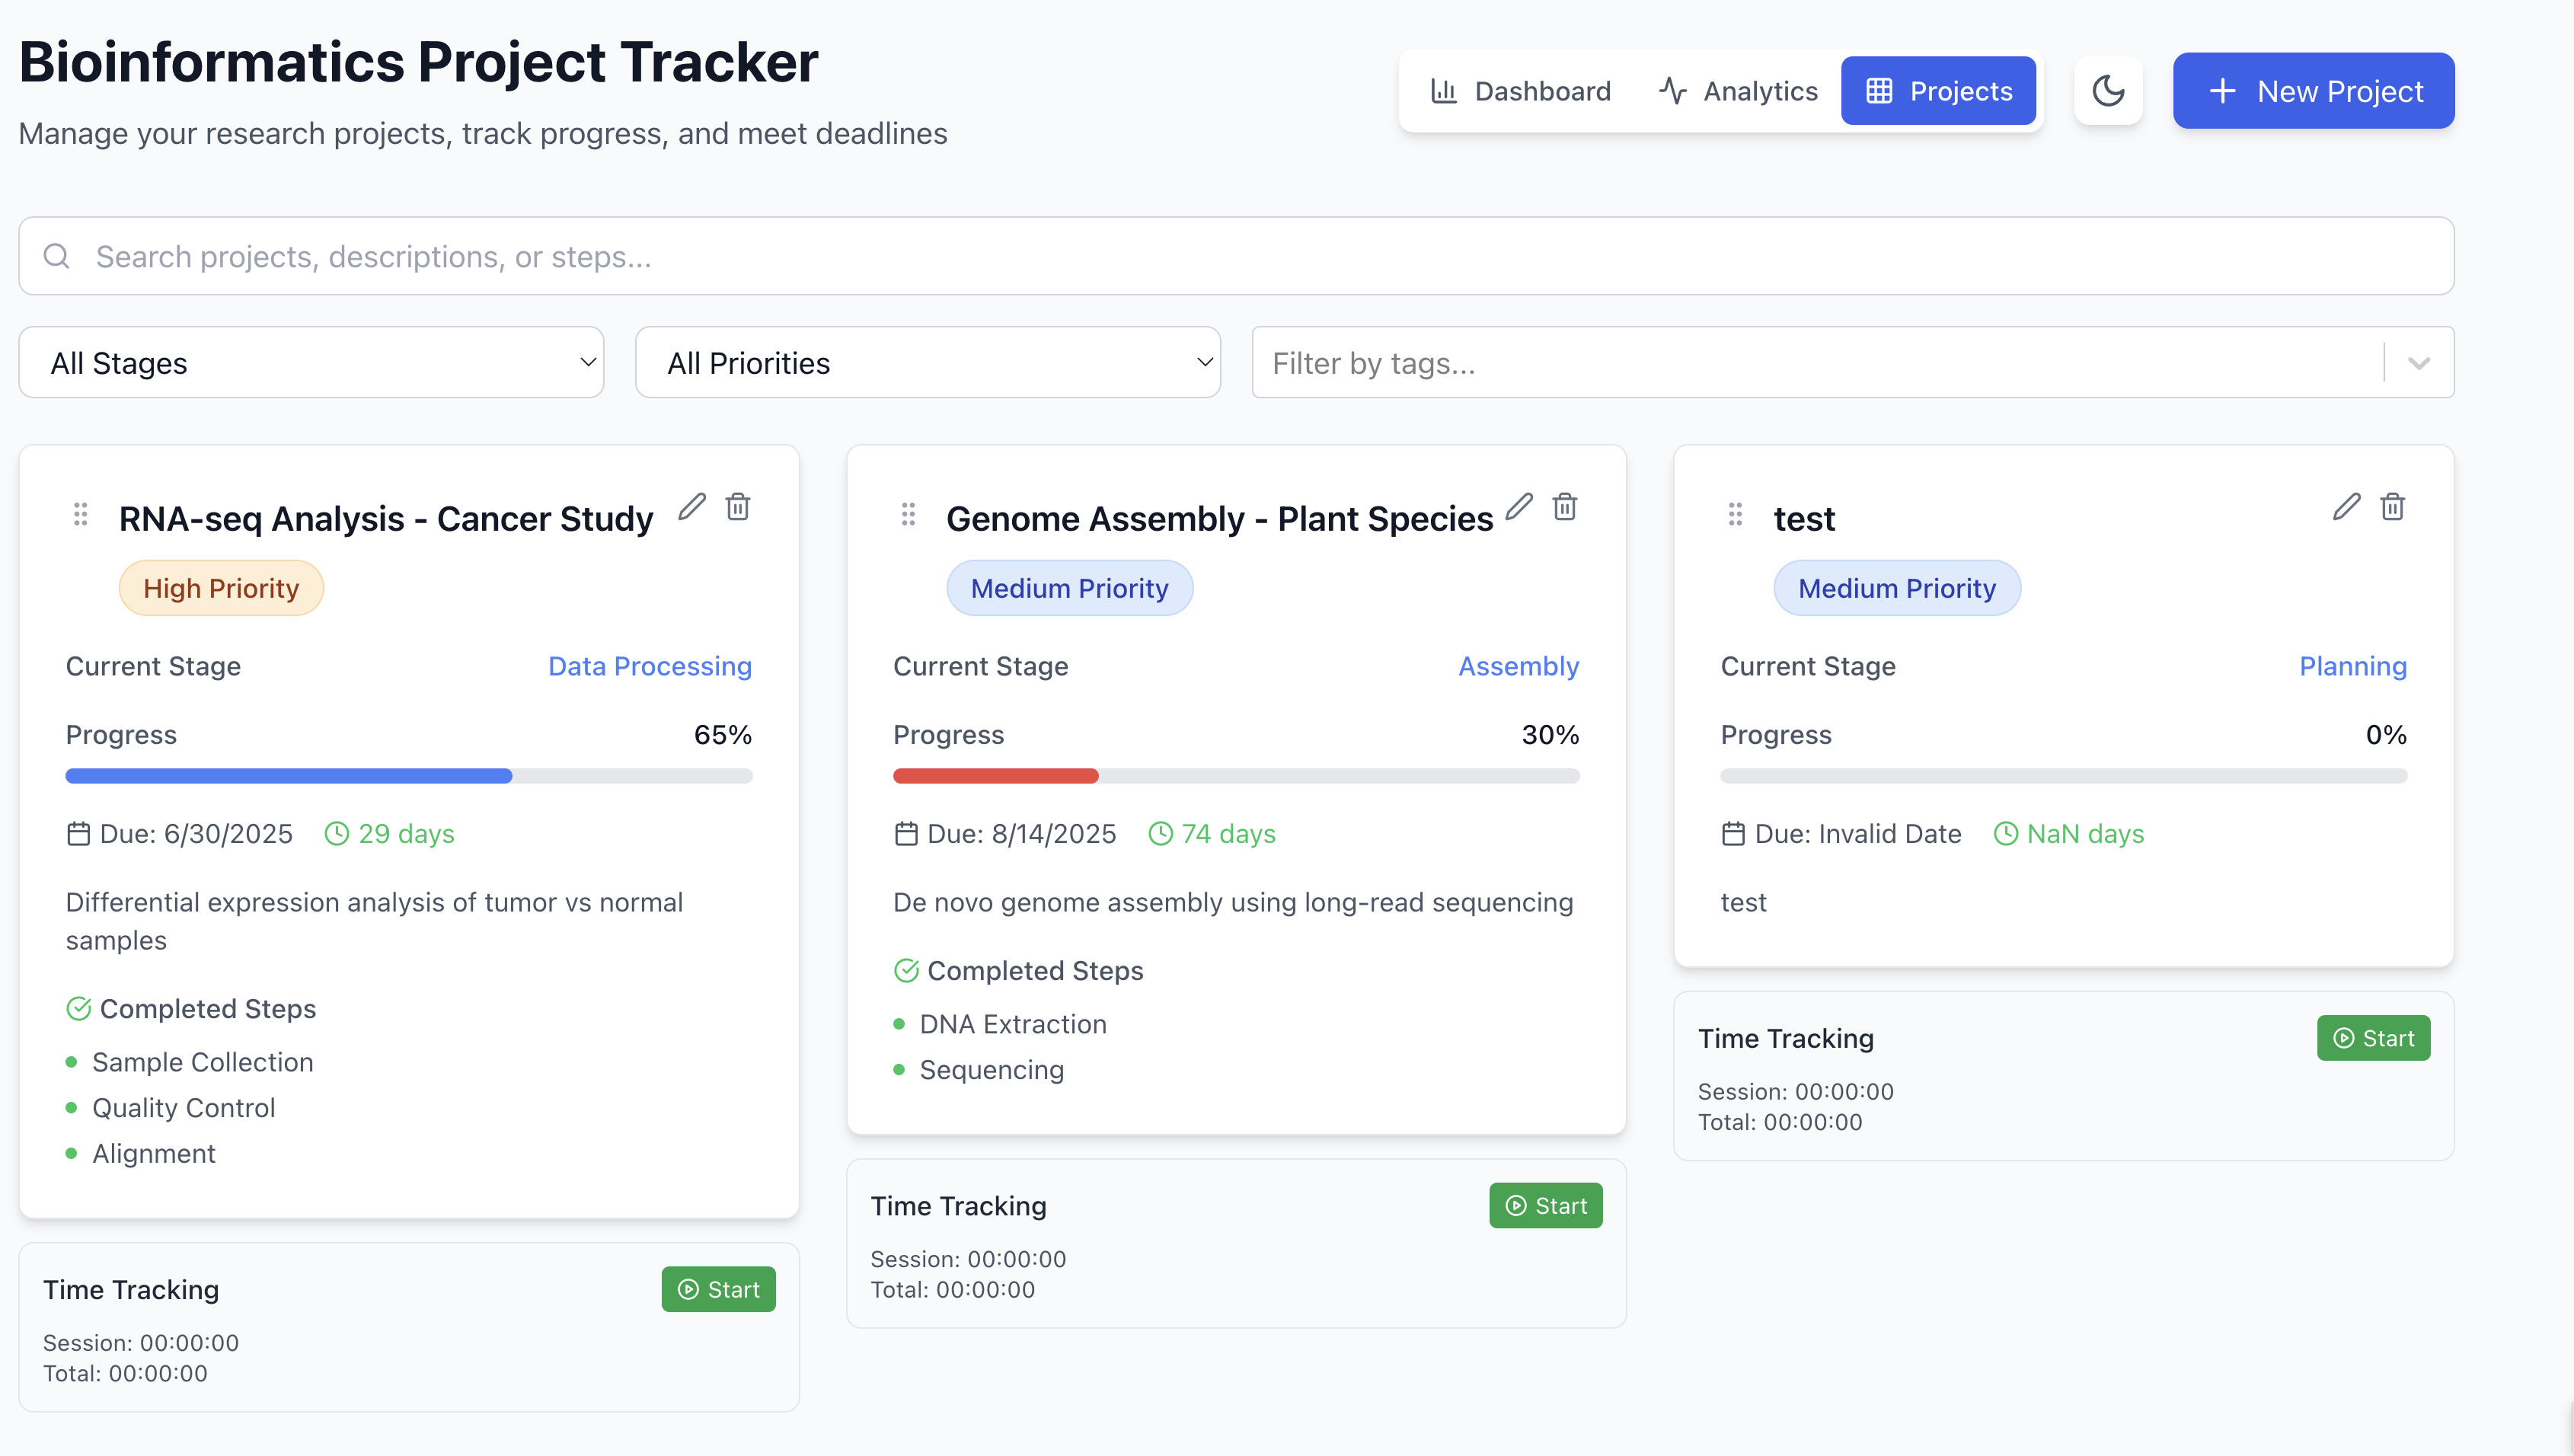 Bioinformatics Project Tracker
Manage your research projects, track progress, and meet deadlines
Dashboard
Analytics
Projects
New Project
Search projects, descriptions, or steps...
All Stages
All Priorities
Filter by tags...
RNA-seq Analysis - Cancer Study
High Priority
Current Stage Data Processing
Progress 65%
Due: 6/30/2025 29 days
Differential expression analysis of tumor vs normal
samples
Completed Steps
Sample Collection
Quality Control
Alignment
Time Tracking Start
Session: 00:00:00
Total: 00:00:00
Genome Assembly - Plant Species
Medium Priority
Current Stage Assembly
Progress 30%
Due: 8/14/2025 74 days
De novo genome assembly using long-read sequencing
Completed Steps
DNA Extraction
Sequencing
Time Tracking Start
Session: 00:00:00
Total: 00:00:00
test
Medium Priority
Current Stage Planning
Progress 0%
Due: Invalid Date NaN days
test
Time Tracking Start
Session: 00:00:00
Total: 00:00:00